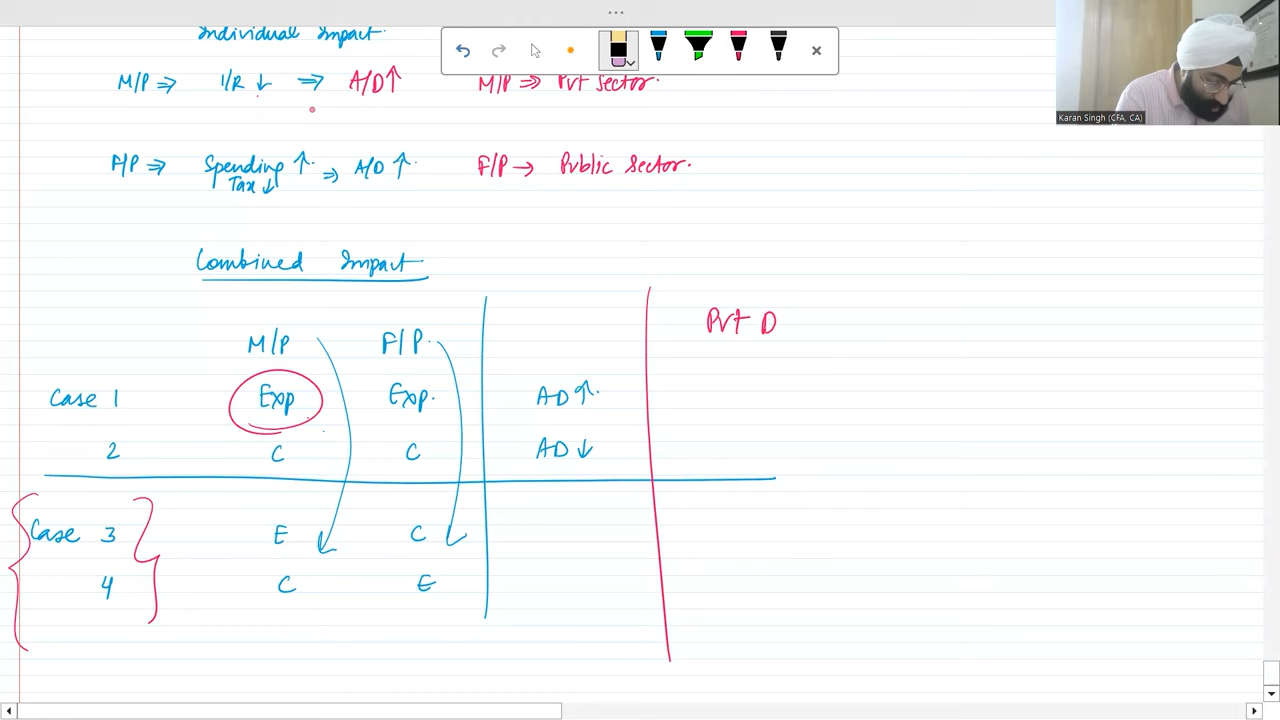 Individual Impact.
M/P ⇒ I/R ↓ ⇒ A/D ↑ M/P ⇒ Pvt Sector.
Karan Singh (CFA, CA)
F/P ⇒ Spending ↑. ⇒ A/D ↑. F/P → Public Sector.
Tax ↓
Combined Impact
M/P F/P. Pvt D
Case 1 Exp Exp. AD ↑.
2 C C AD ↓
Case 3 E C
4 C E